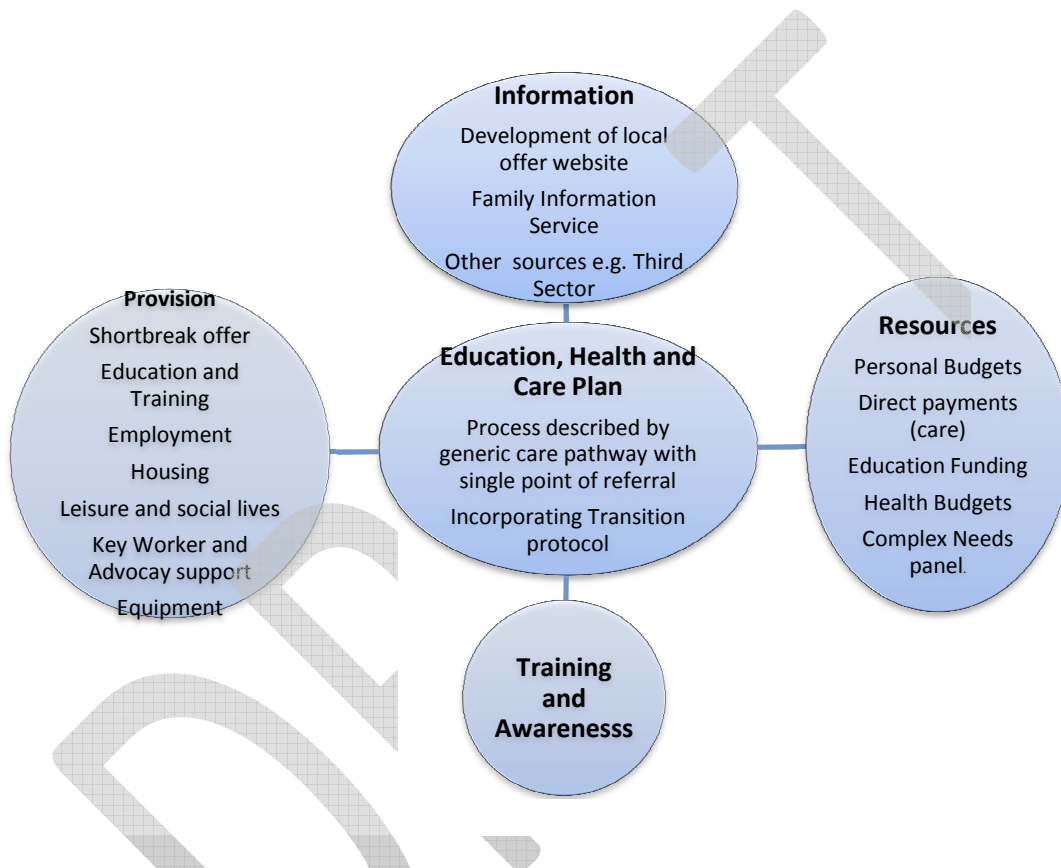 Information
Development of local
offer website
Family Information
Service
Other  sources e.g. Third
Sector
Provision
Shortbreak offer
Education and
Training
Employment
Housing
Leisure and social lives
Key Worker and
Advocay support
Equipment
Education, Health and
Care Plan
Process described by
generic care pathway with
single point of referral
Incorporating Transition
protocol
Resources
Personal Budgets
Direct payments
(care)
Education Funding
Health Budgets
Complex Needs
panel.
Training
and
Awarenesss